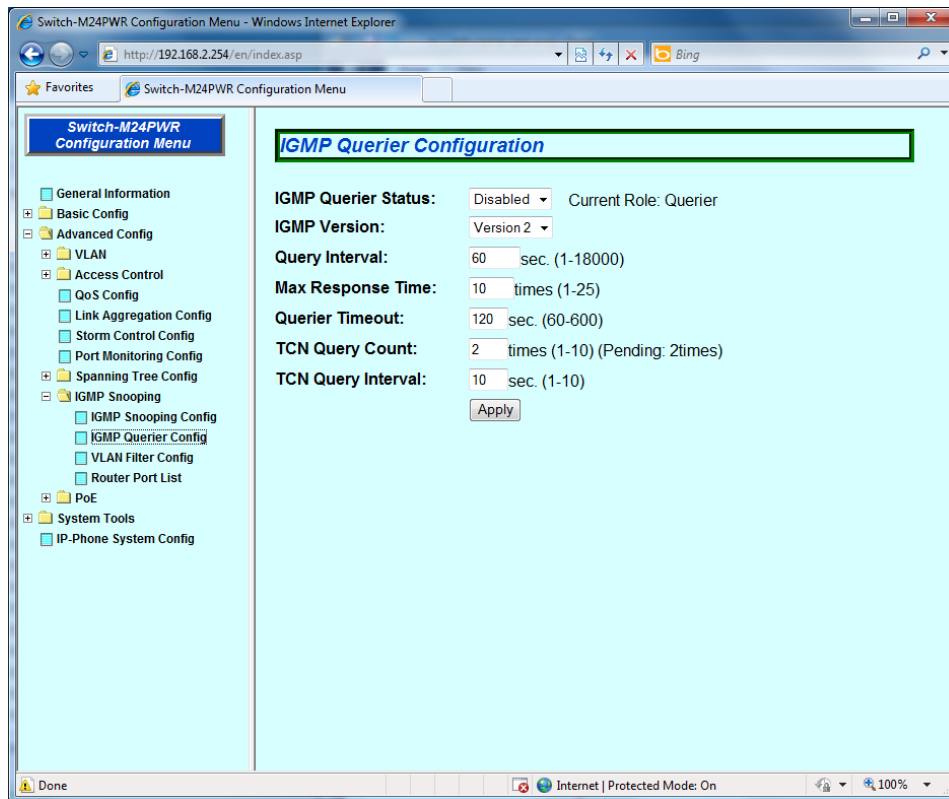 Switch-M24PWR Configuration Menu - Windows Internet Explorer
http://192.168.2.254/en/index.asp
Bing
Favorites
Switch-M24PWR Configuration Menu
Switch-M24PWR
Configuration Menu
General Information
Basic Config
Advanced Config
VLAN
Access Control
QoS Config
Link Aggregation Config
Storm Control Config
Port Monitoring Config
Spanning Tree Config
IGMP Snooping
IGMP Snooping Config
IGMP Querier Config
VLAN Filter Config
Router Port List
PoE
System Tools
IP-Phone System Config
IGMP Querier Configuration
IGMP Querier Status: Disabled Current Role: Querier
IGMP Version: Version 2
Query Interval: 60 sec. (1-18000)
Max Response Time: 10 times (1-25)
Querier Timeout: 120 sec. (60-600)
TCN Query Count: 2 times (1-10) (Pending: 2times)
TCN Query Interval: 10 sec. (1-10)
Apply
Done
Internet | Protected Mode: On
100%